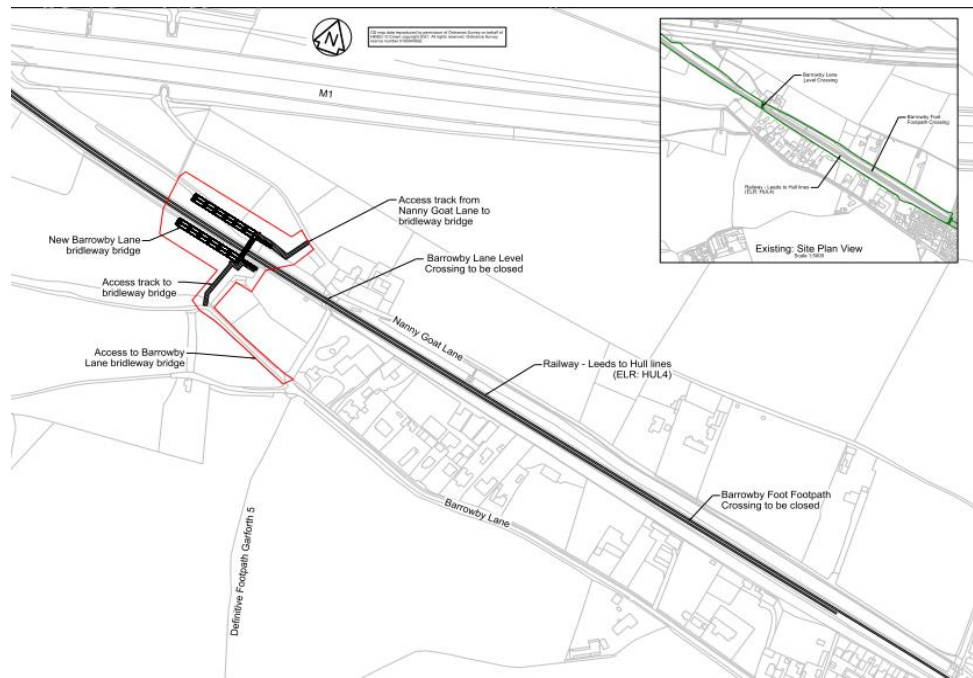 N
M1
Access track from
Nanny Goat Lane to
bridleway bridge
New Barrowby Lane
bridleway bridge
Barrowby Lane Level
Crossing to be closed
Access track to
bridleway bridge
Nanny Goat Lane
Access to Barrowby
Lane bridleway bridge
Railway - Leeds to Hull lines
(ELR: HUL4)
Barrowby Foot Footpath
Crossing to be closed
Barrowby Lane
Definitive Footpath Garforth 5
Barrowby Lane
Level Crossing
Barrowby Foot
Footpath Crossing
Railway - Leeds to Hull lines
(ELR: HUL4)
Existing: Site Plan View